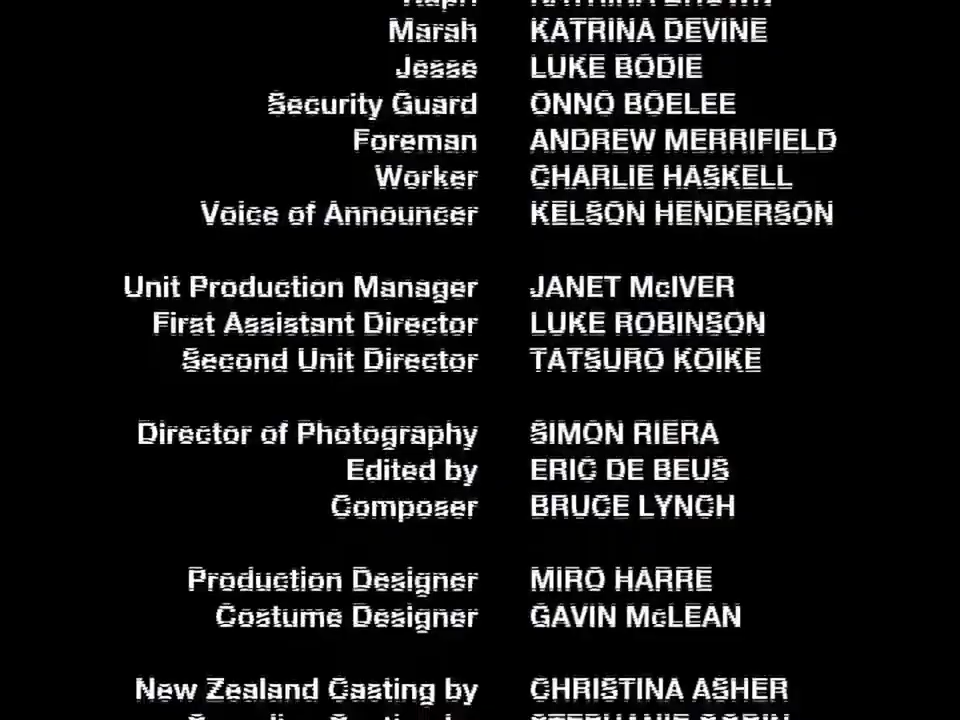 Marah KATRINA DEVINE
Jesse LUKE BODIE
Security Guard ONNO BOELEE
Foreman ANDREW MERRIFIELD
Worker CHARLIE HASKELL
Voice of Announcer KELSON HENDERSON
Unit Production Manager JANET McIVER
First Assistant Director LUKE ROBINSON
Second Unit Director TATSURO KOIKE
Director of Photography SIMON RIERA
Edited by ERIC DE BEUS
Composer BRUCE LYNCH
Production Designer MIRO HARRE
Costume Designer GAVIN McLEAN
New Zealand Casting by CHRISTINA ASHER